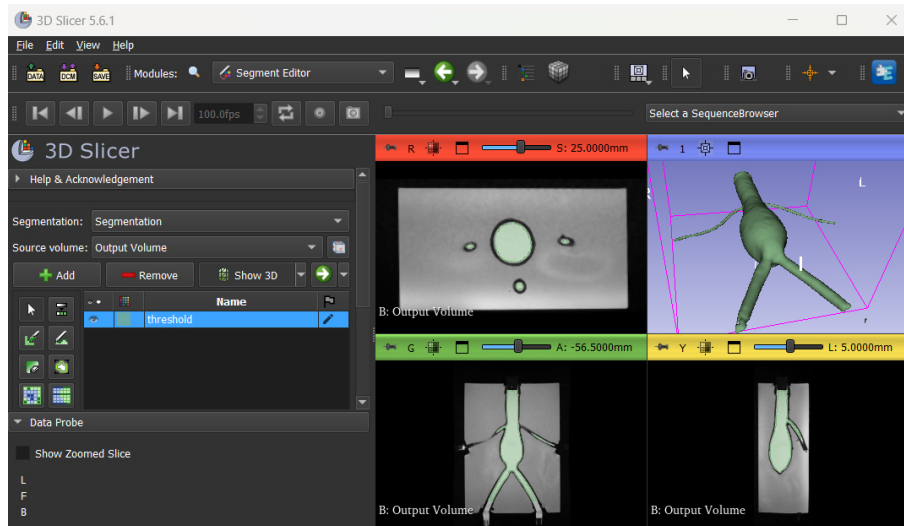 3D Slicer 5.6.1
File Edit View Help
DATA DCM SAVE Modules: Segment Editor
100.0fps Select a SequenceBrowser
3D Slicer
Help & Acknowledgement
Segmentation: Segmentation
Source volume: Output Volume
Add Remove Show 3D
Name
threshold
Data Probe
Show Zoomed Slice
L
F
B
R S: 25.0000mm
B: Output Volume
1
R L
I
r
G A: -56.5000mm
B: Output Volume
Y L: 5.0000mm
B: Output Volume